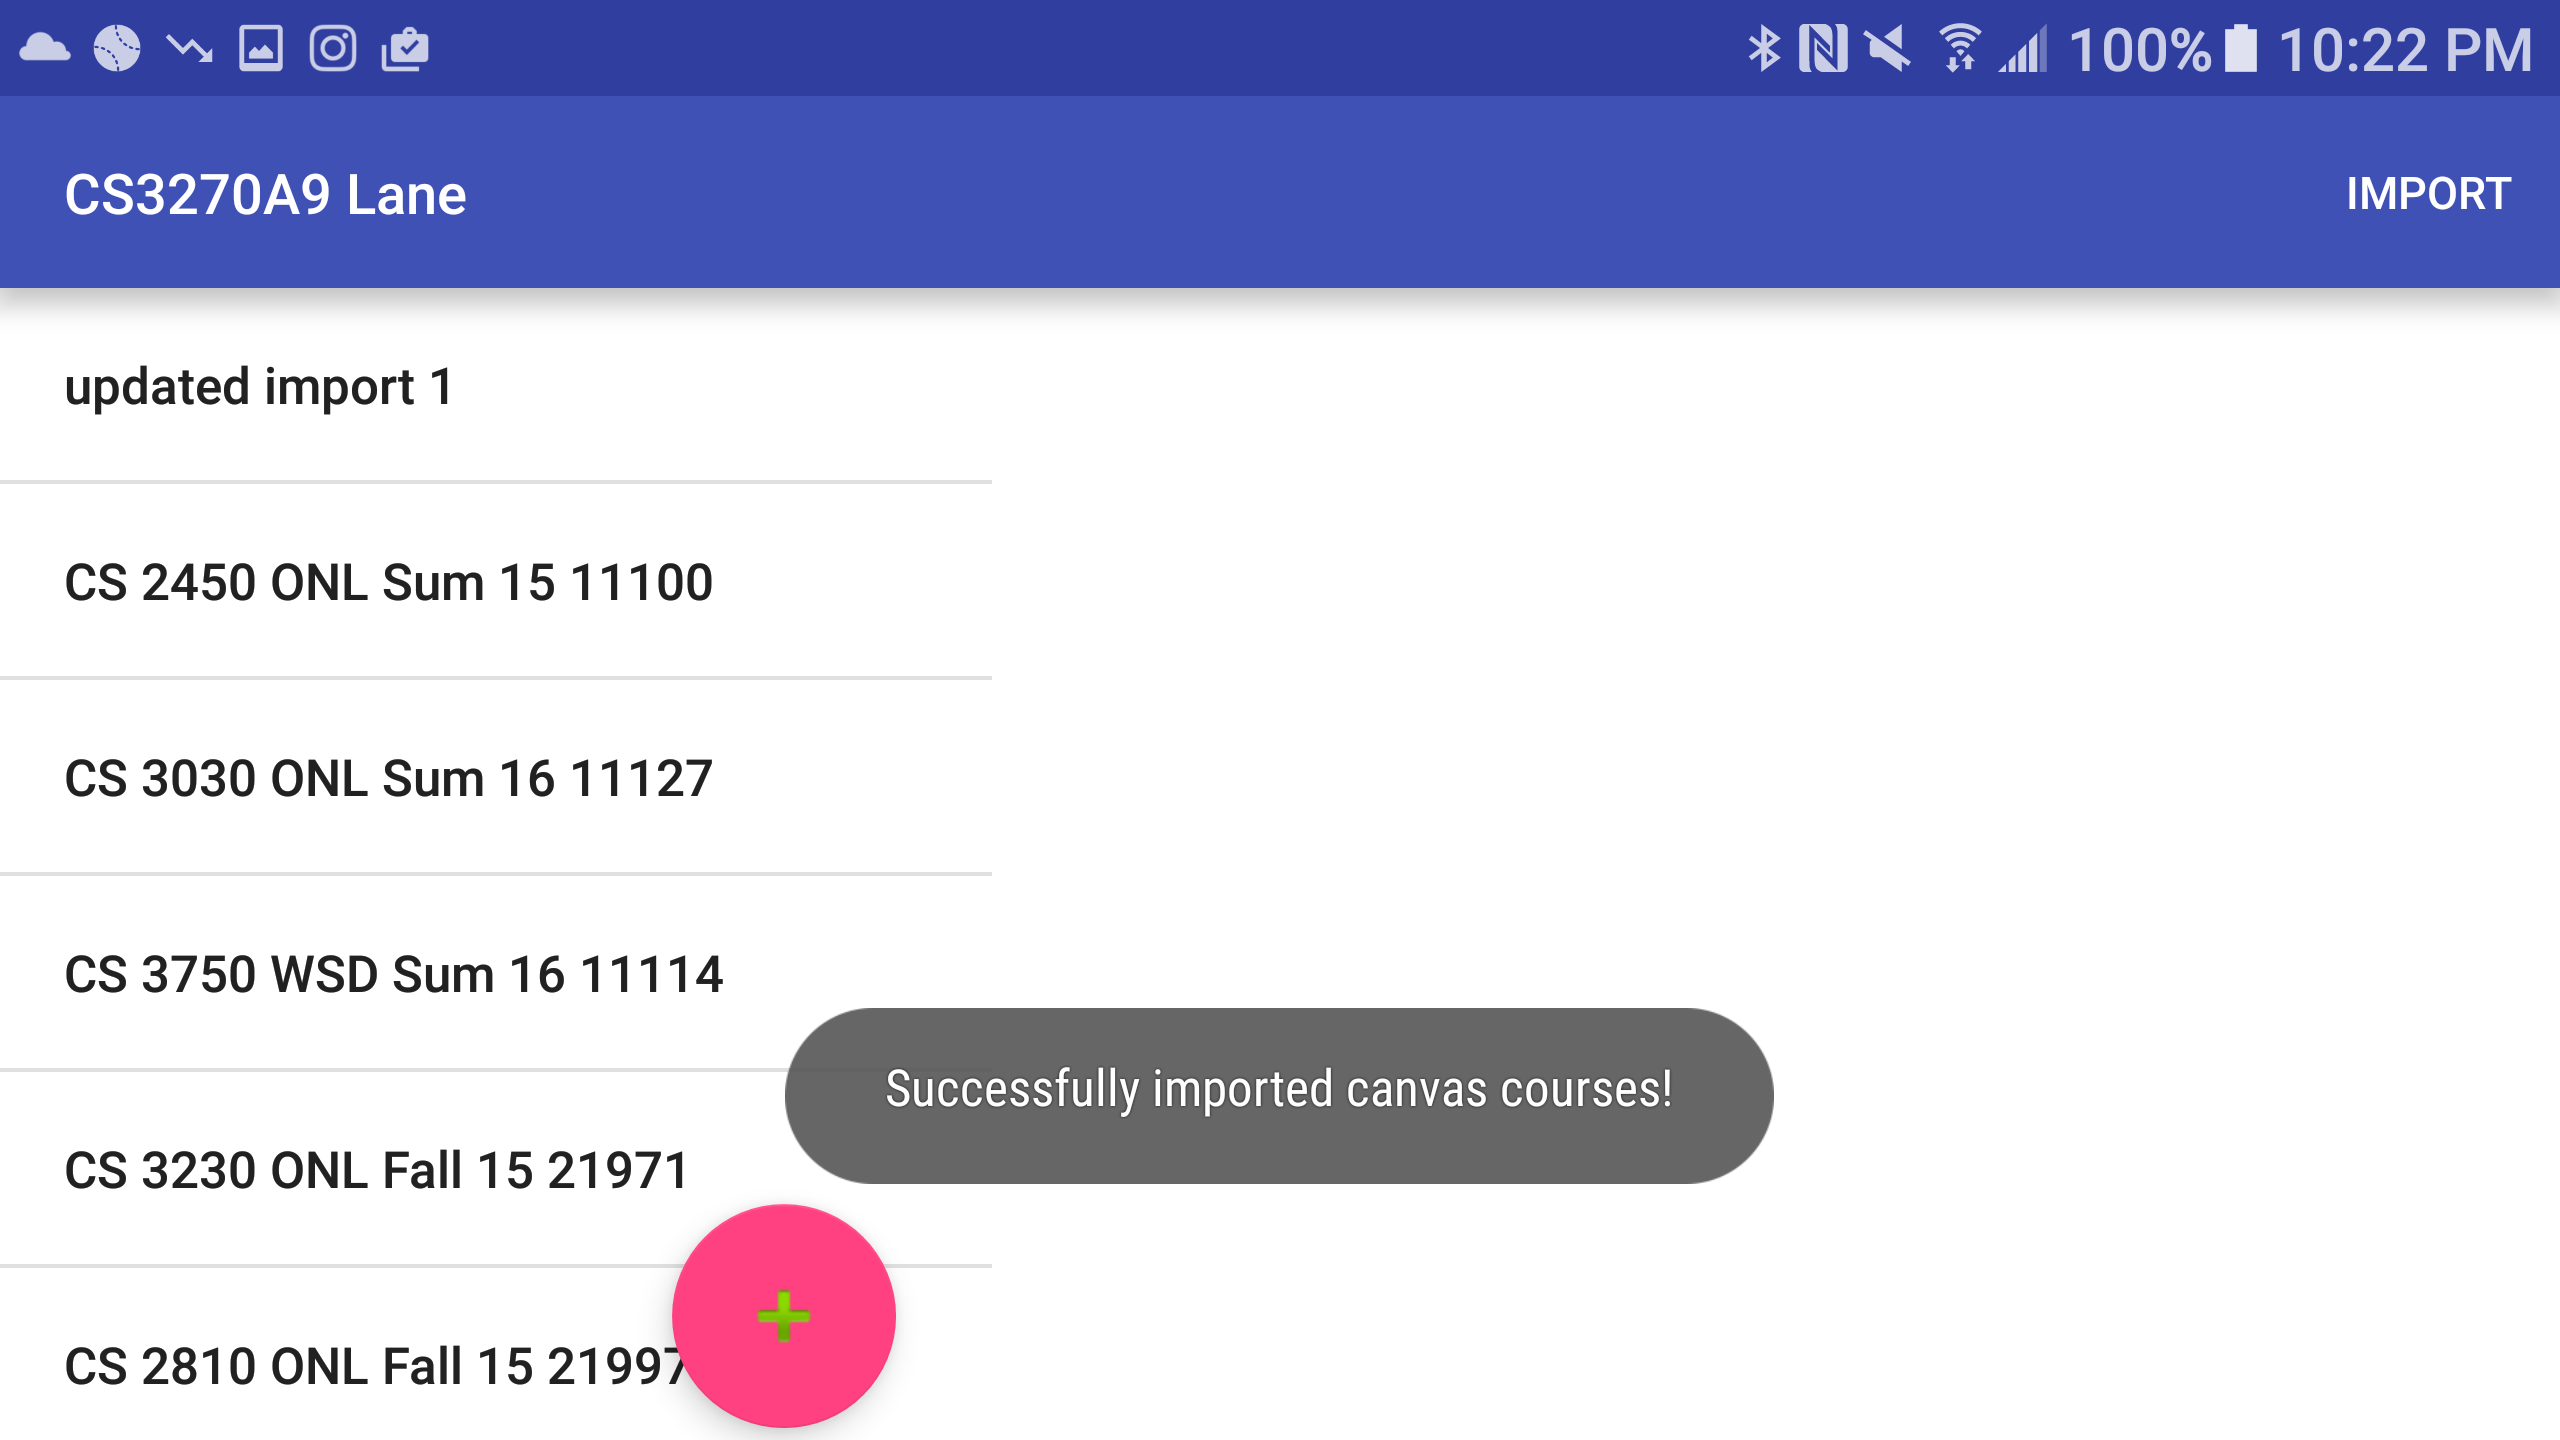 100% 10:22 PM
CS3270A9 Lane
IMPORT
updated import 1
CS 2450 ONL Sum 15 11100
CS 3030 ONL Sum 16 11127
CS 3750 WSD Sum 16 11114
Successfully imported canvas courses!
CS 3230 ONL Fall 15 21971
CS 2810 ONL Fall 15 21997